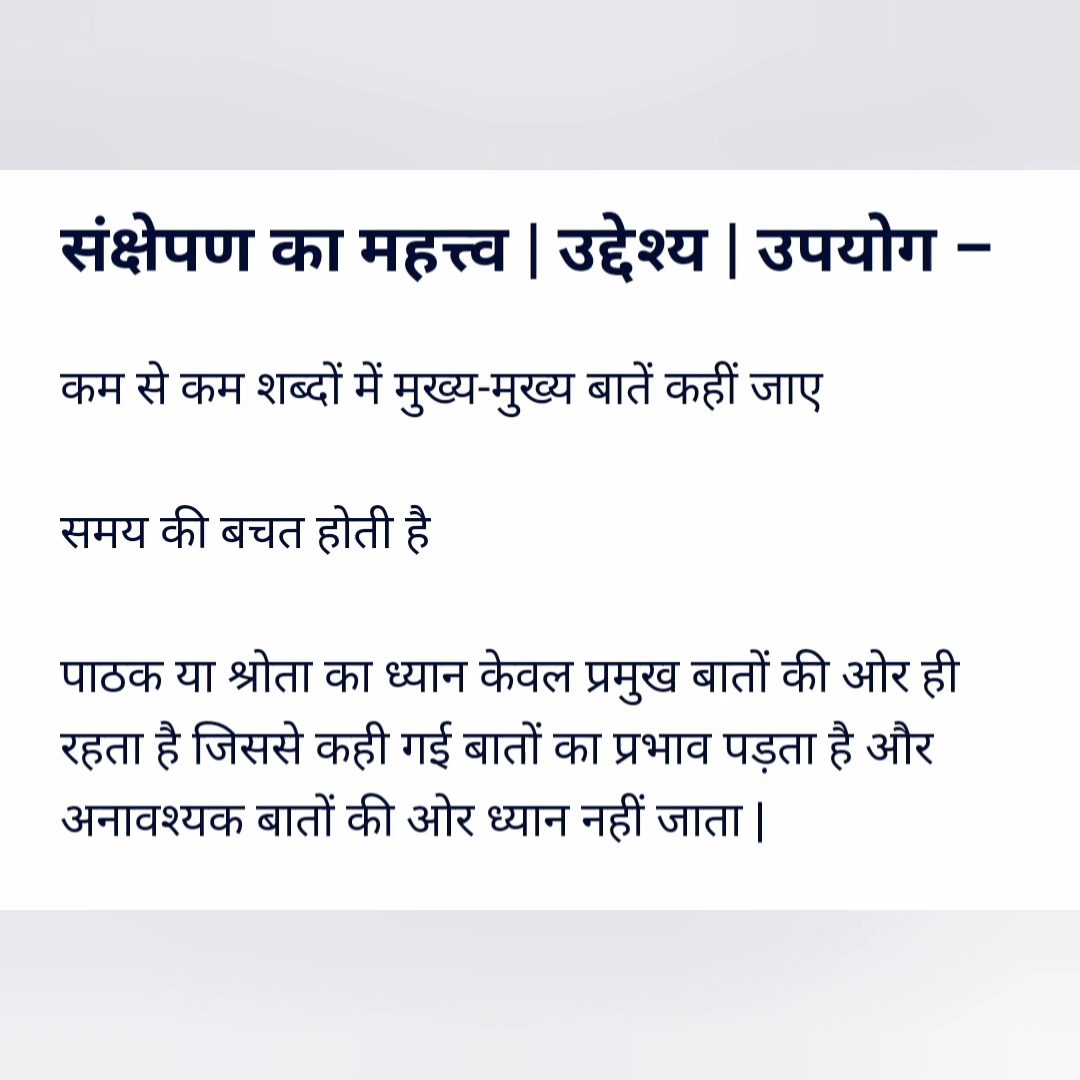 संक्षेपण का महत्त्व | उद्देश्य | उपयोग –
कम से कम शब्दों में मुख्य-मुख्य बातें कहीं जाए
समय की बचत होती है
पाठक या श्रोता का ध्यान केवल प्रमुख बातों की ओर ही
रहता है जिससे कही गई बातों का प्रभाव पड़ता है और
अनावश्यक बातों की ओर ध्यान नहीं जाता |